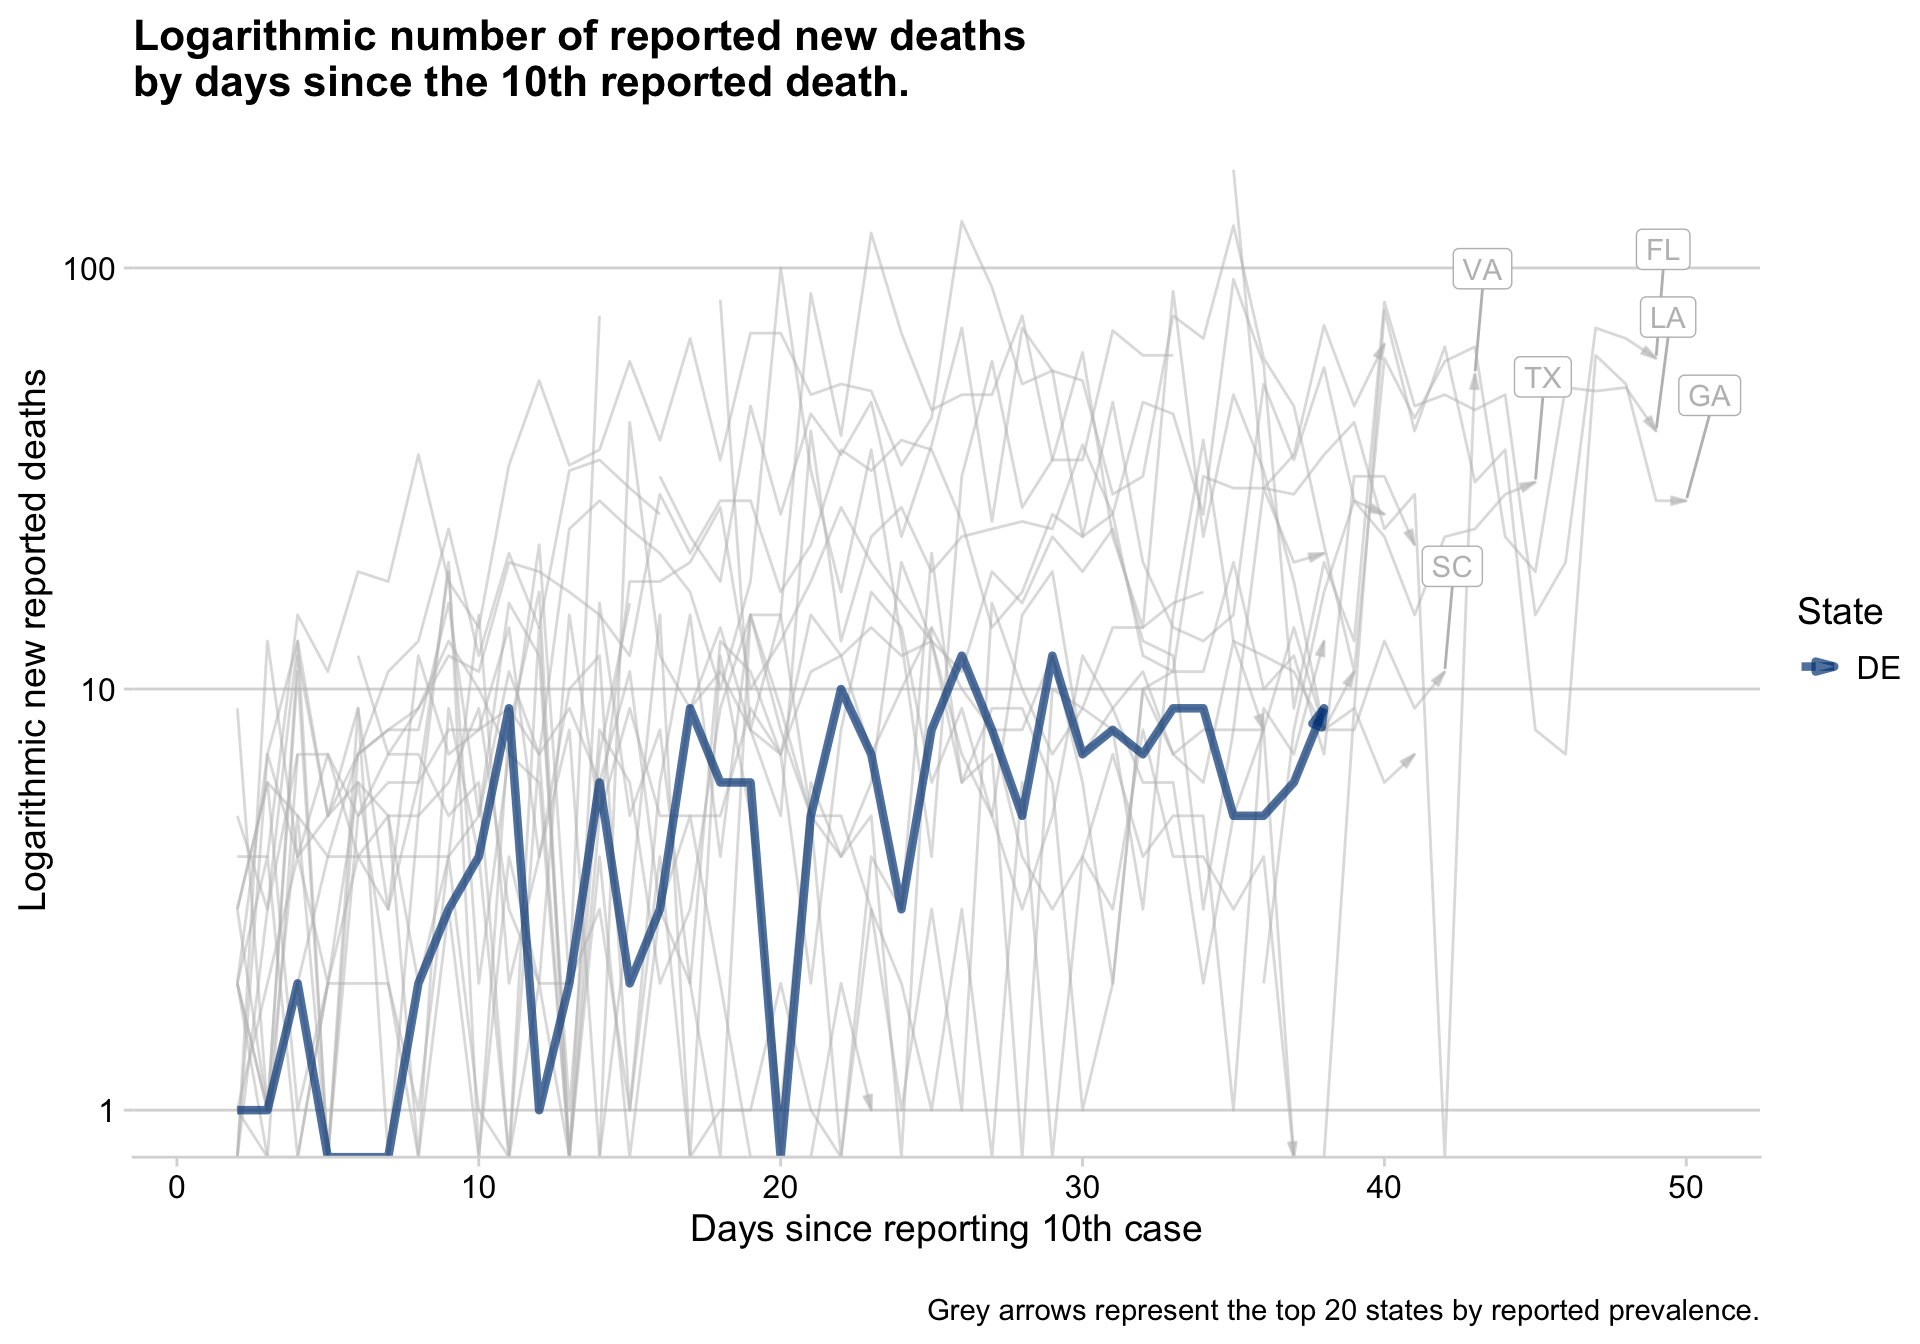 Logarithmic number of reported new deaths
by days since the 10th reported death.
Logarithmic new reported deaths
100
10
1
VA
FL
LA
TX
GA
SC
State
DE
0 10 20 30 40 50
Days since reporting 10th case
Grey arrows represent the top 20 states by reported prevalence.